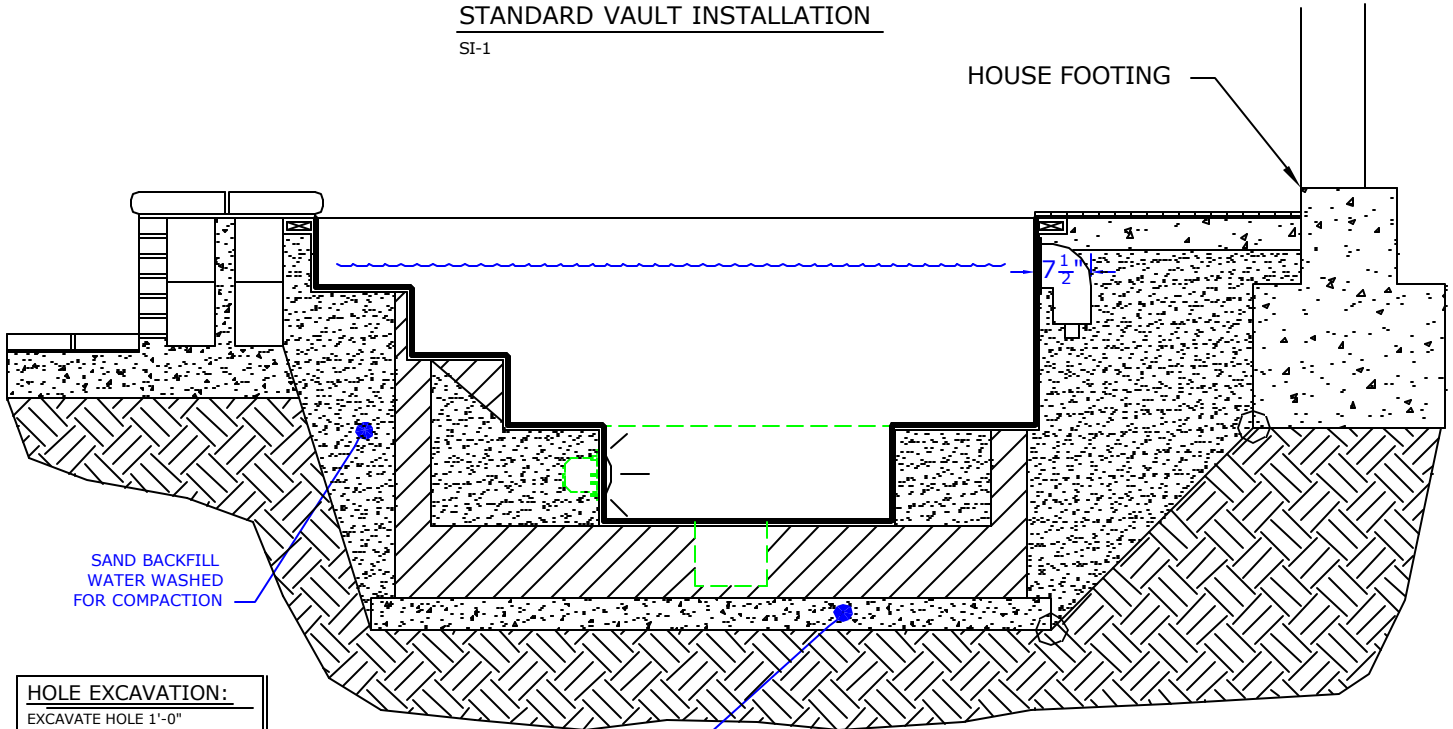 STANDARD VAULT INSTALLATION
SI-1
HOUSE FOOTING
7 1/2"
SAND BACKFILL
WATER WASHED
FOR COMPACTION
HOLE EXCAVATION:
EXCAVATE HOLE 1'-0"